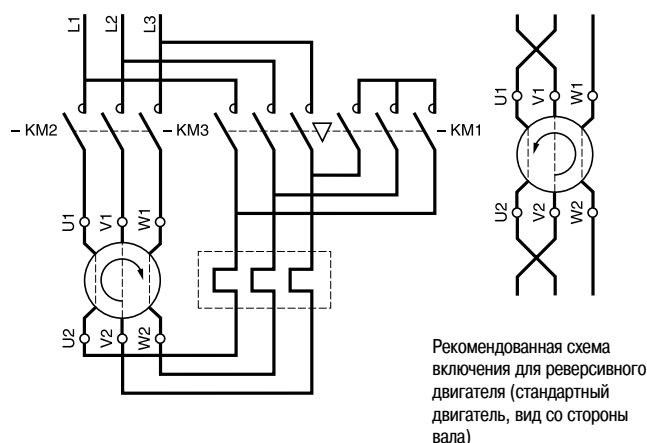 L1
L2
L3
– KM2
– KM3
– KM1
U1
V1
W1
U1
V1
W1
U2
V2
W2
U2
V2
W2
Рекомендованная схема
включения для реверсивного
двигателя (стандартный
двигатель, вид со стороны
вала)